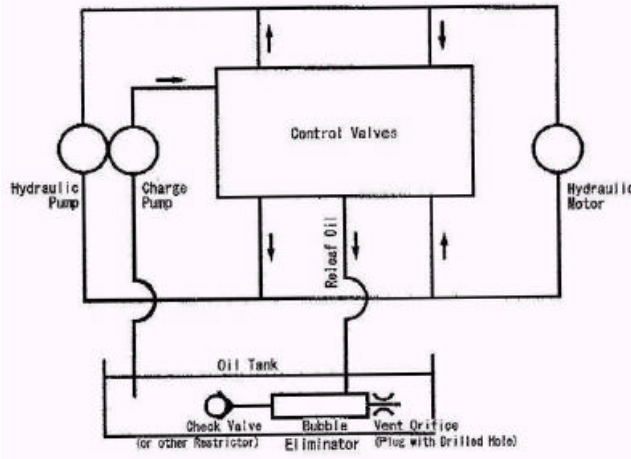 Control Valves
Hydraulic
Pump
Charge
Pump
Hydraulic
Motor
Releaf Oil
Oil Tank
Check Valve
(or other Restrictor)
Bubble
Eliminator
Vent Orifice
(Plug with Drilled Hole)